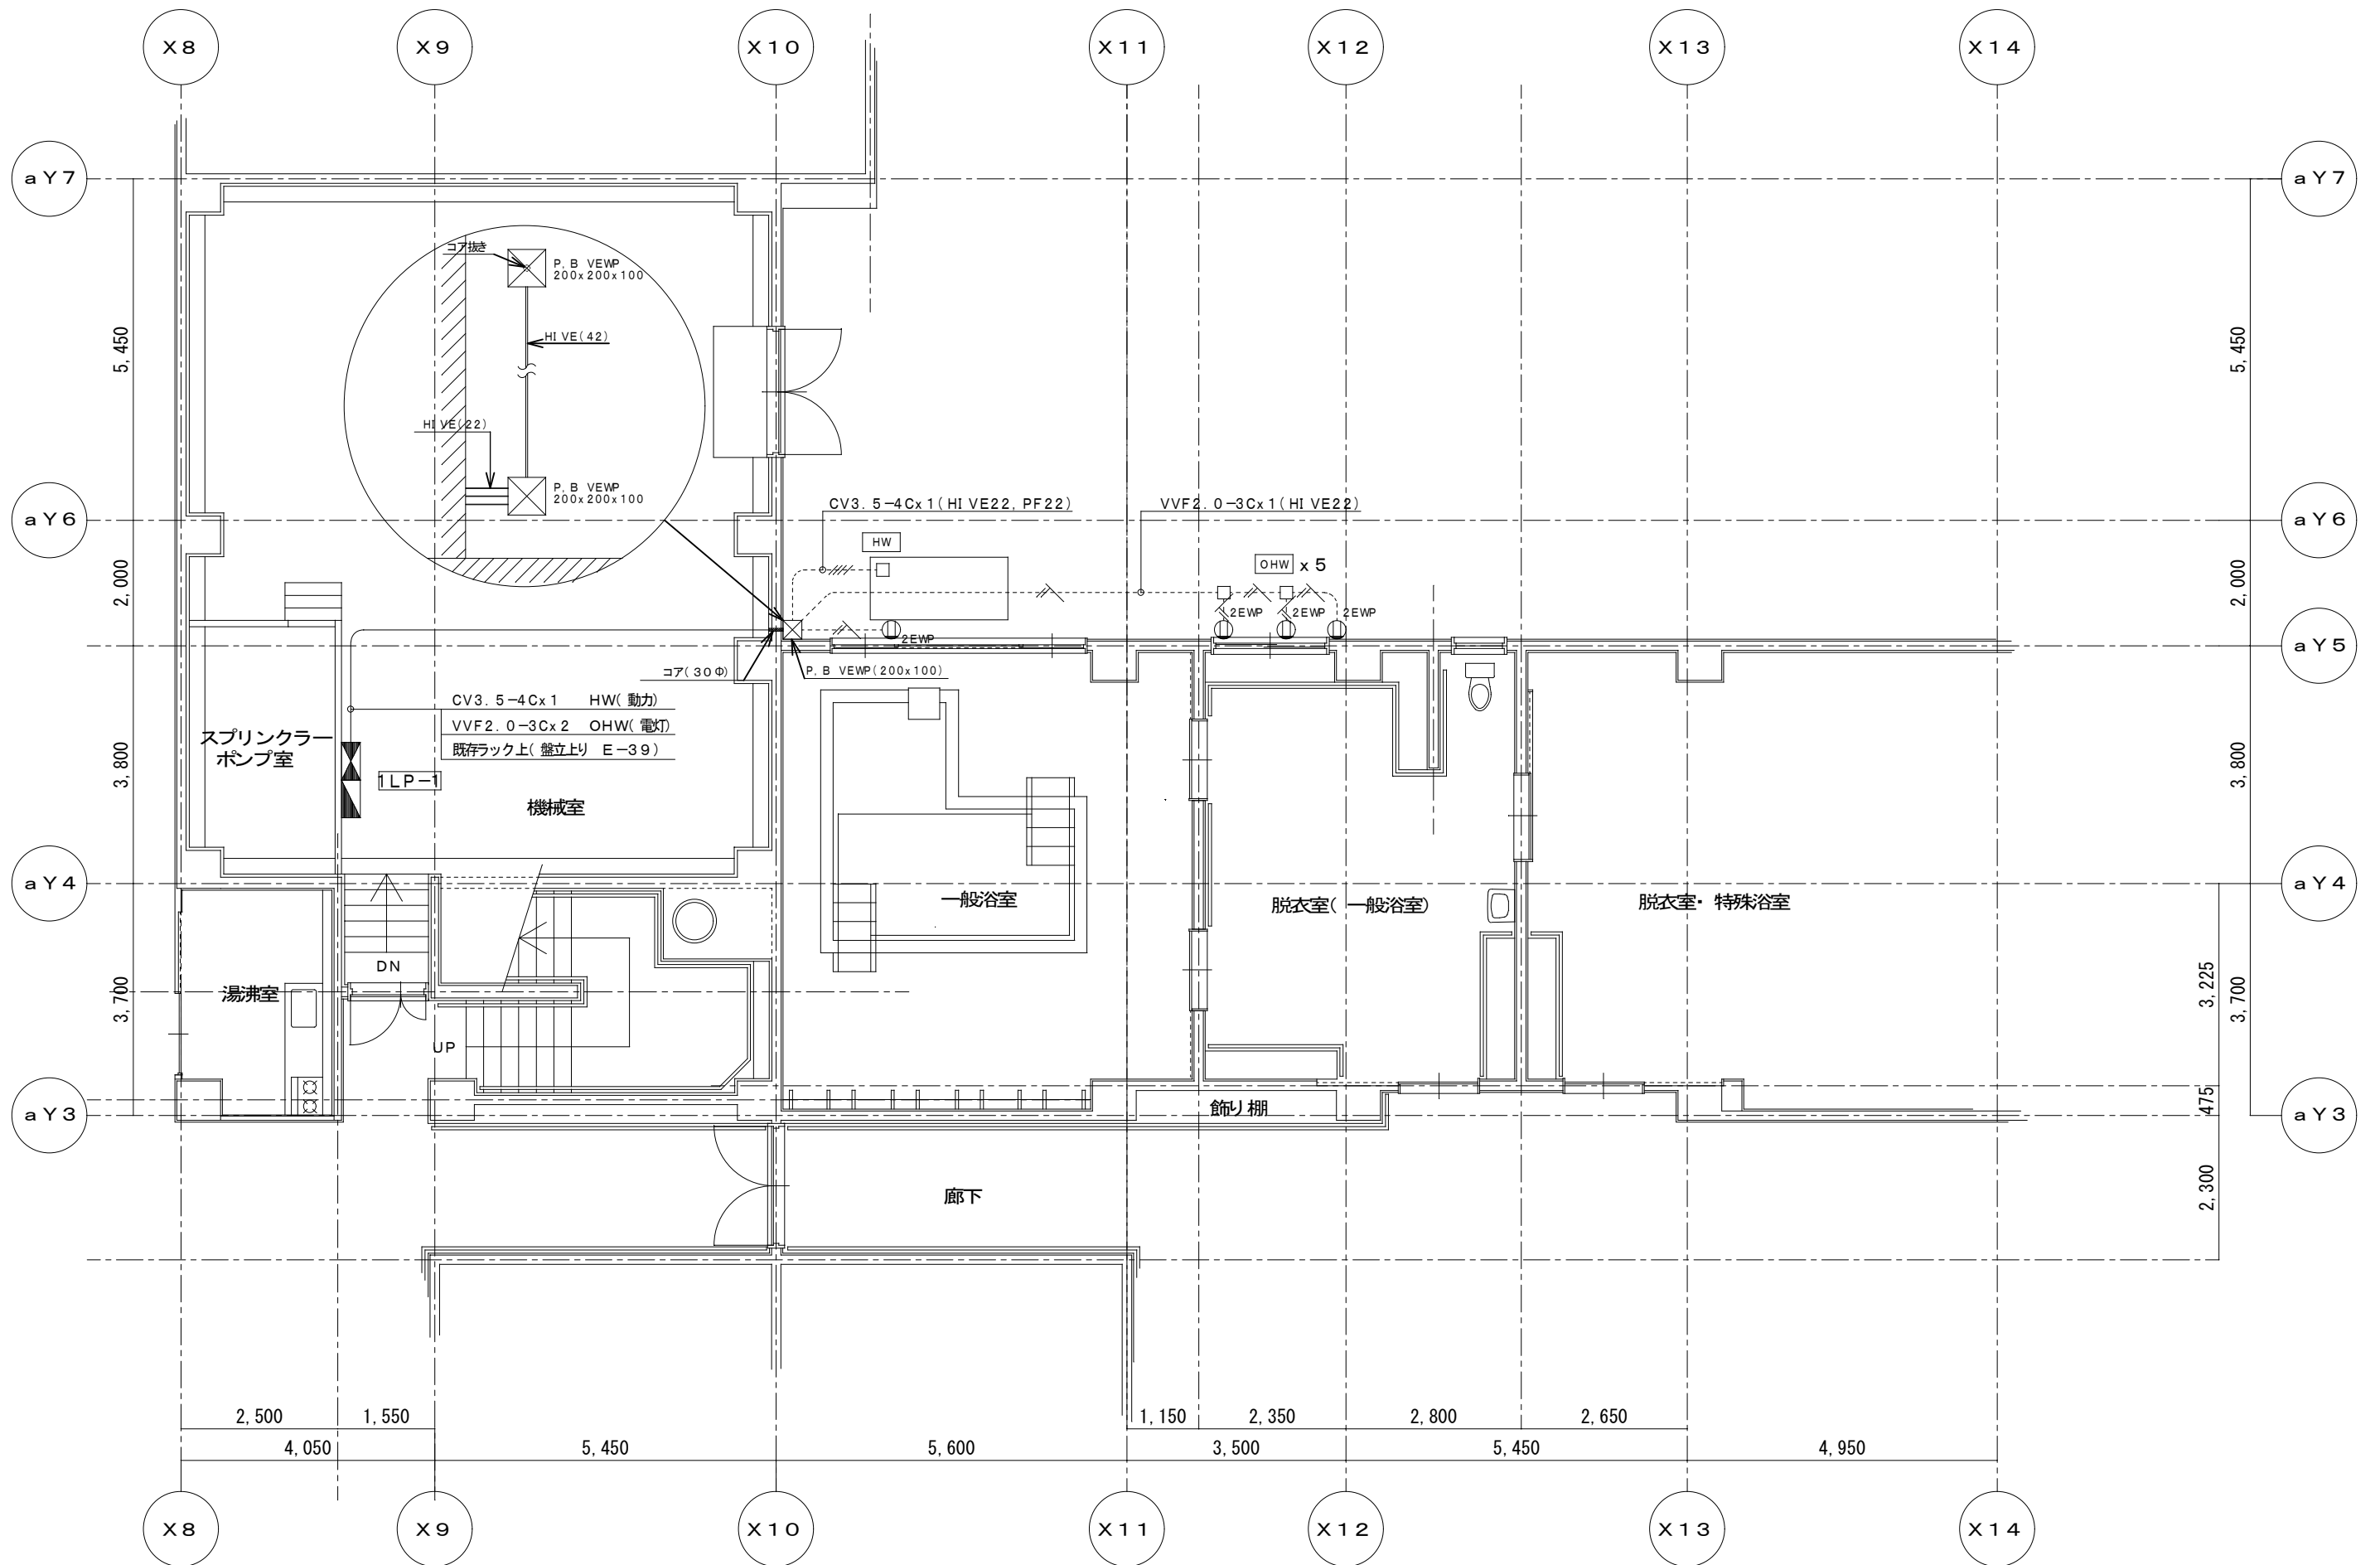 X8
X9
X10
X11
X12
X13
X14
aY7
aY7
コア抜き
P.B VEWP
200x200x100
HIVE(42)
5,450
5,450
HIVE(22)
P.B VEWP
200x200x100
CV3.5-4Cx1(HIVE22,PF22)
VVF2.0-3Cx1(HIVE22)
aY6
aY6
HW
OHW x5
2,000
2,000
2EWP
2EWP
2EWP
2EWP
aY5
aY5
コア(30Φ)
P.B VEWP(200x100)
CV3.5-4Cx1 HW(動力)
VVF2.0-3Cx2 OHW(電灯)
既存ラック上(盤立上り E-39)
スプリンクラー
ポンプ室
1LP-1
機械室
3,800
3,800
aY4
aY4
一般浴室
脱衣室(一般浴室)
脱衣室・特殊浴室
DN
湯沸室
3,700
3,225
3,700
UP
475
飾り棚
aY3
aY3
廊下
2,300
2,500
1,550
1,150
2,350
2,800
2,650
4,050
5,450
5,600
3,500
5,450
4,950
X8
X9
X10
X11
X12
X13
X14